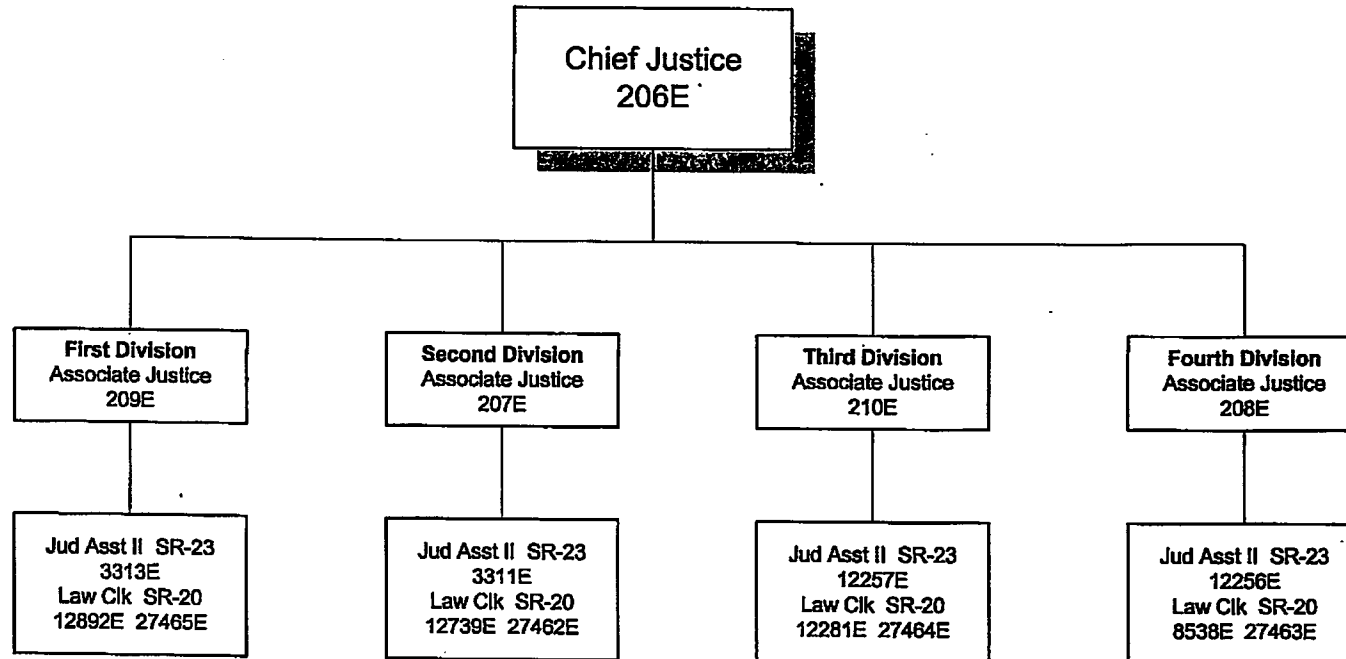 Chief Justice
206E
First Division
Associate Justice
209E
Second Division
Associate Justice
207E
Third Division
Associate Justice
210E
Fourth Division
Associate Justice
208E
Jud Asst II SR-23
3313E
Law Clk SR-20
12892E 27465E
Jud Asst II SR-23
3311E
Law Clk SR-20
12739E 27462E
Jud Asst II SR-23
12257E
Law Clk SR-20
12281E 27464E
Jud Asst II SR-23
12256E
Law Clk SR-20
8538E 27463E